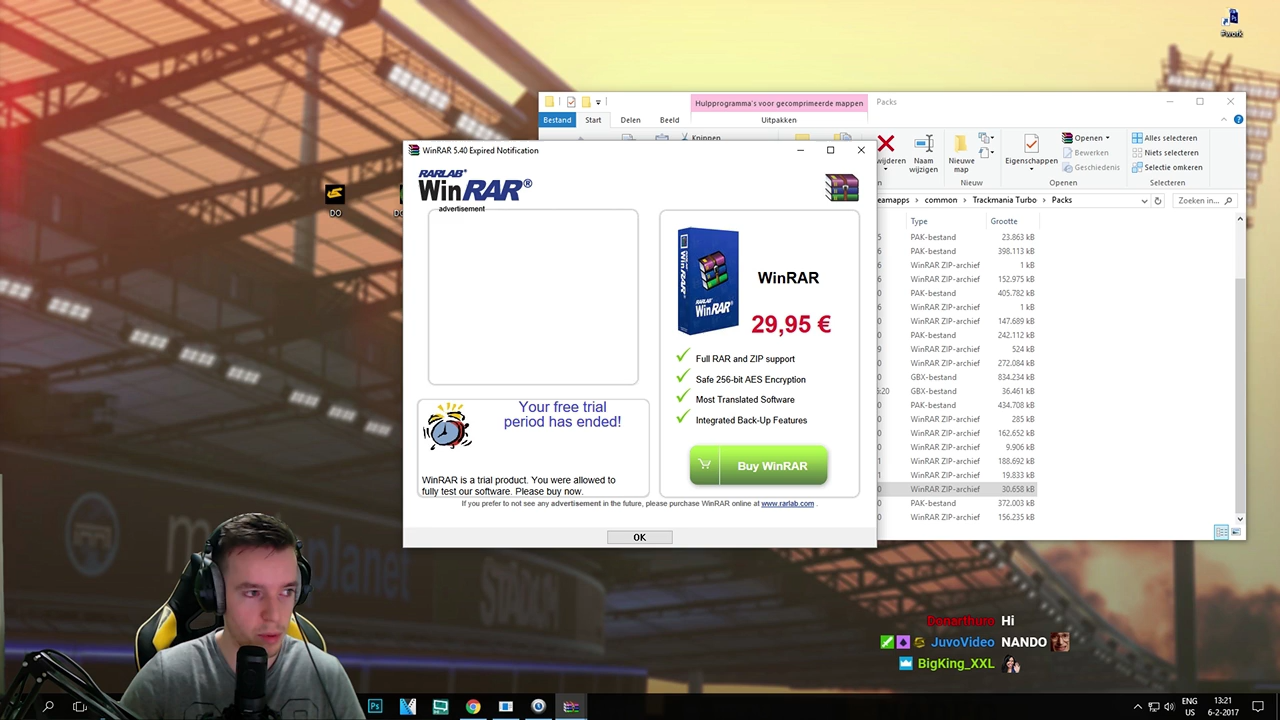 #work
Hulpprogramma's voor gecomprimeerde mappen
Packs
Bestand
Start
Delen
Beeld
Uitpakken
Knippen
WinRAR 5.40 Expired Notification
Naam
wijzigen
Nieuwe
map
Eigenschappen
Openen
Bewerken
Geschiedenis
Alles selecteren
Niets selecteren
Selectie omkeren
Nieuw
Openen
Selecteren
common
Trackmania Turbo
Packs
Zoeken in...
RARLAB®
WinRAR®
advertisement
WinRAR
29,95 €
Full RAR and ZIP support
Safe 256-bit AES Encryption
Most Translated Software
Integrated Back-Up Features
Buy WinRAR
Your free trial
period has ended!
WinRAR is a trial product. You were allowed to
fully test our software. Please buy now.
If you prefer to not see any advertisement in the future, please purchase WinRAR online at www.rarlab.com .
OK
Type Grootte
PAK-bestand 23.863 kB
PAK-bestand 398.113 kB
WinRAR ZIP-archief 1 kB
WinRAR ZIP-archief 152.975 kB
PAK-bestand 405.782 kB
WinRAR ZIP-archief 1 kB
WinRAR ZIP-archief 147.689 kB
PAK-bestand 242.112 kB
WinRAR ZIP-archief 524 kB
WinRAR ZIP-archief 272.084 kB
GBX-bestand 834.234 kB
GBX-bestand 36.461 kB
PAK-bestand 434.708 kB
WinRAR ZIP-archief 285 kB
WinRAR ZIP-archief 162.652 kB
WinRAR ZIP-archief 9.906 kB
WinRAR ZIP-archief 188.692 kB
WinRAR ZIP-archief 19.833 kB
WinRAR ZIP-archief 30.658 kB
PAK-bestand 372.003 kB
WinRAR ZIP-archief 156.235 kB
DO
Donarthuro Hi
JuvoVideo NANDO
BigKing_XXL
Ps
ENG
US
13:21
6-2-2017